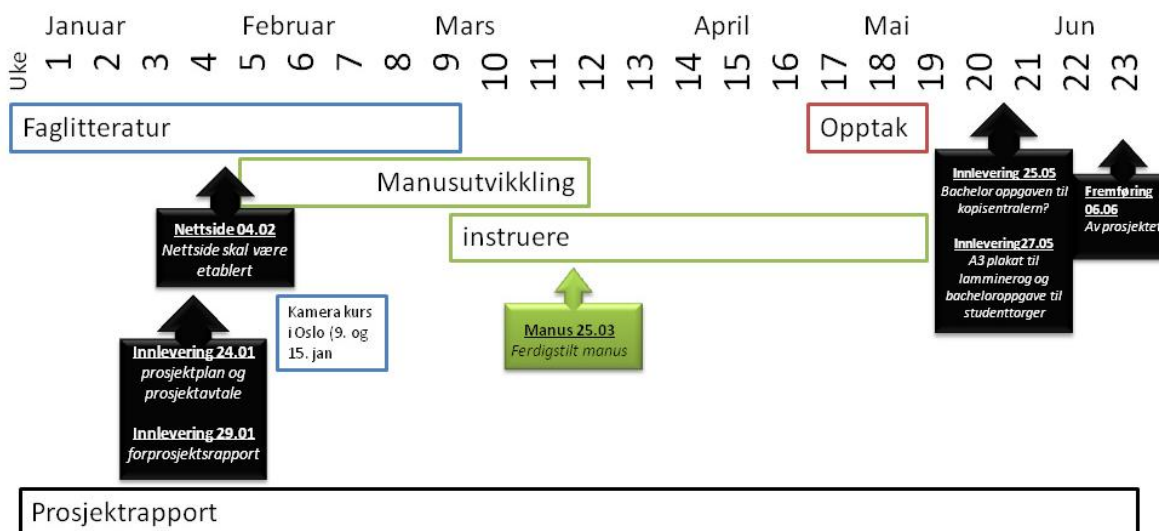 Januar Februar Mars April Mai Jun
Uke 1 2 3 4 5 6 7 8 9 10 11 12 13 14 15 16 17 18 19 20 21 22 23
Faglitteratur
Opptak
Manusutvikkling
instruere
Nettside 04.02
Nettside skal være
etablert
Innlevering 24.01
prosjektplan og
prosjektavtale
Innlevering 29.01
forprosjektsrapport
Kamera kurs
i Oslo (9. og
15. jan
Manus 25.03
Ferdigstilt manus
Innlevering 25.05
Bachelor oppgaven til
kopisentralern?
Innlevering27.05
A3 plakat til
lamminerog og
bacheloroppgave til
studenttorger
Fremføring
06.06
Av prosjektet
Prosjektrapport